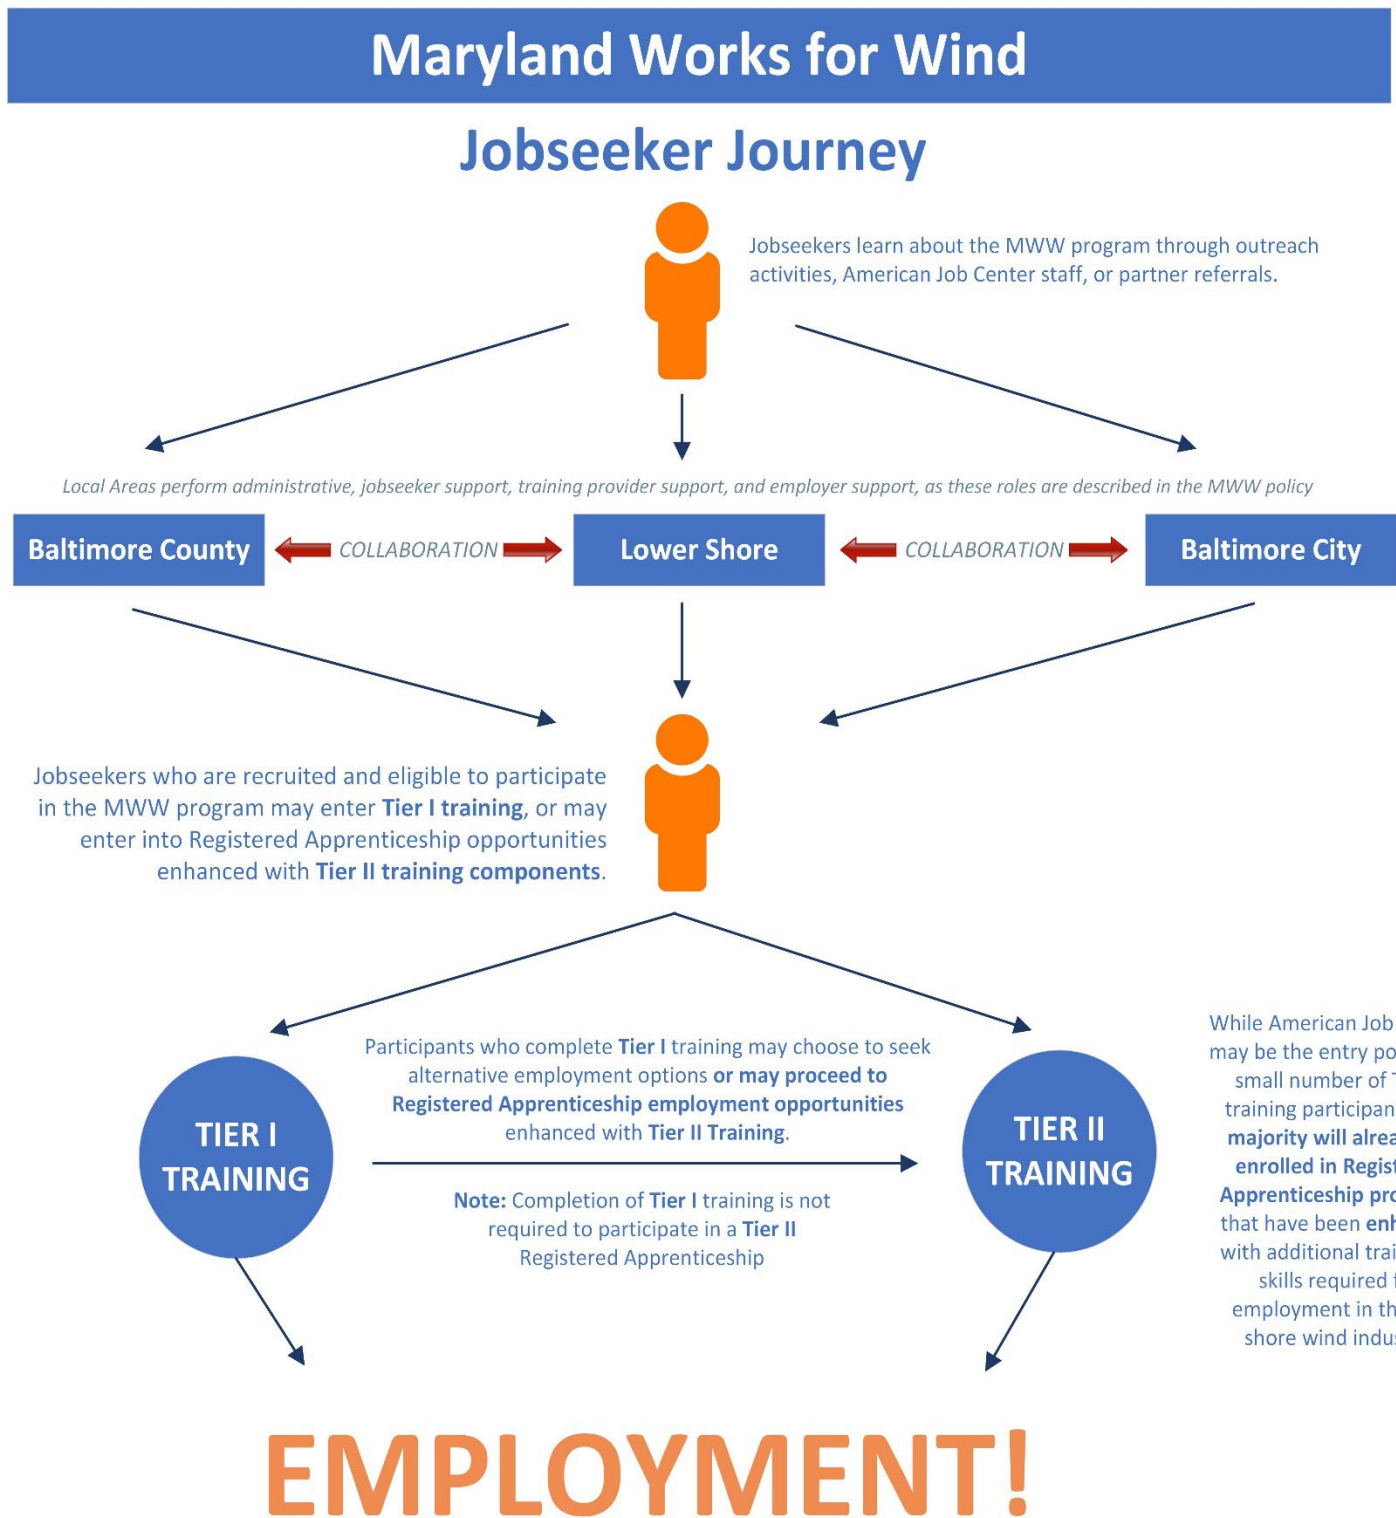 Maryland Works for Wind
Jobseeker Journey
Jobseekers learn about the MWW program through outreach
activities, American Job Center staff, or partner referrals.
Local Areas perform administrative, jobseeker support, training provider support, and employer support, as these roles are described in the MWW policy
Baltimore County
COLLABORATION
Lower Shore
COLLABORATION
Baltimore City
Jobseekers who are recruited and eligible to participate
in the MWW program may enter Tier I training, or may
enter into Registered Apprenticeship opportunities
enhanced with Tier II training components.
TIER I
TRAINING
Participants who complete Tier I training may choose to seek
alternative employment options or may proceed to
Registered Apprenticeship employment opportunities
enhanced with Tier II Training.
Note: Completion of Tier I training is not
required to participate in a Tier II
Registered Apprenticeship
TIER II
TRAINING
While American Job
may be the entry
small number of
training
majority will
enrolled in
Apprenticeship
that have been
with additional
skills required
employment in
shore wind
EMPLOYMENT!